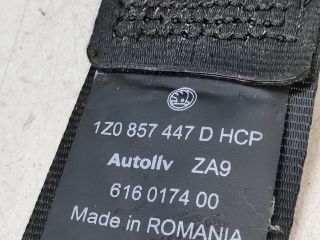 1Z0 857 447 D HCP
Autoliv ZA9
616 0174 00
Made in ROMANIA